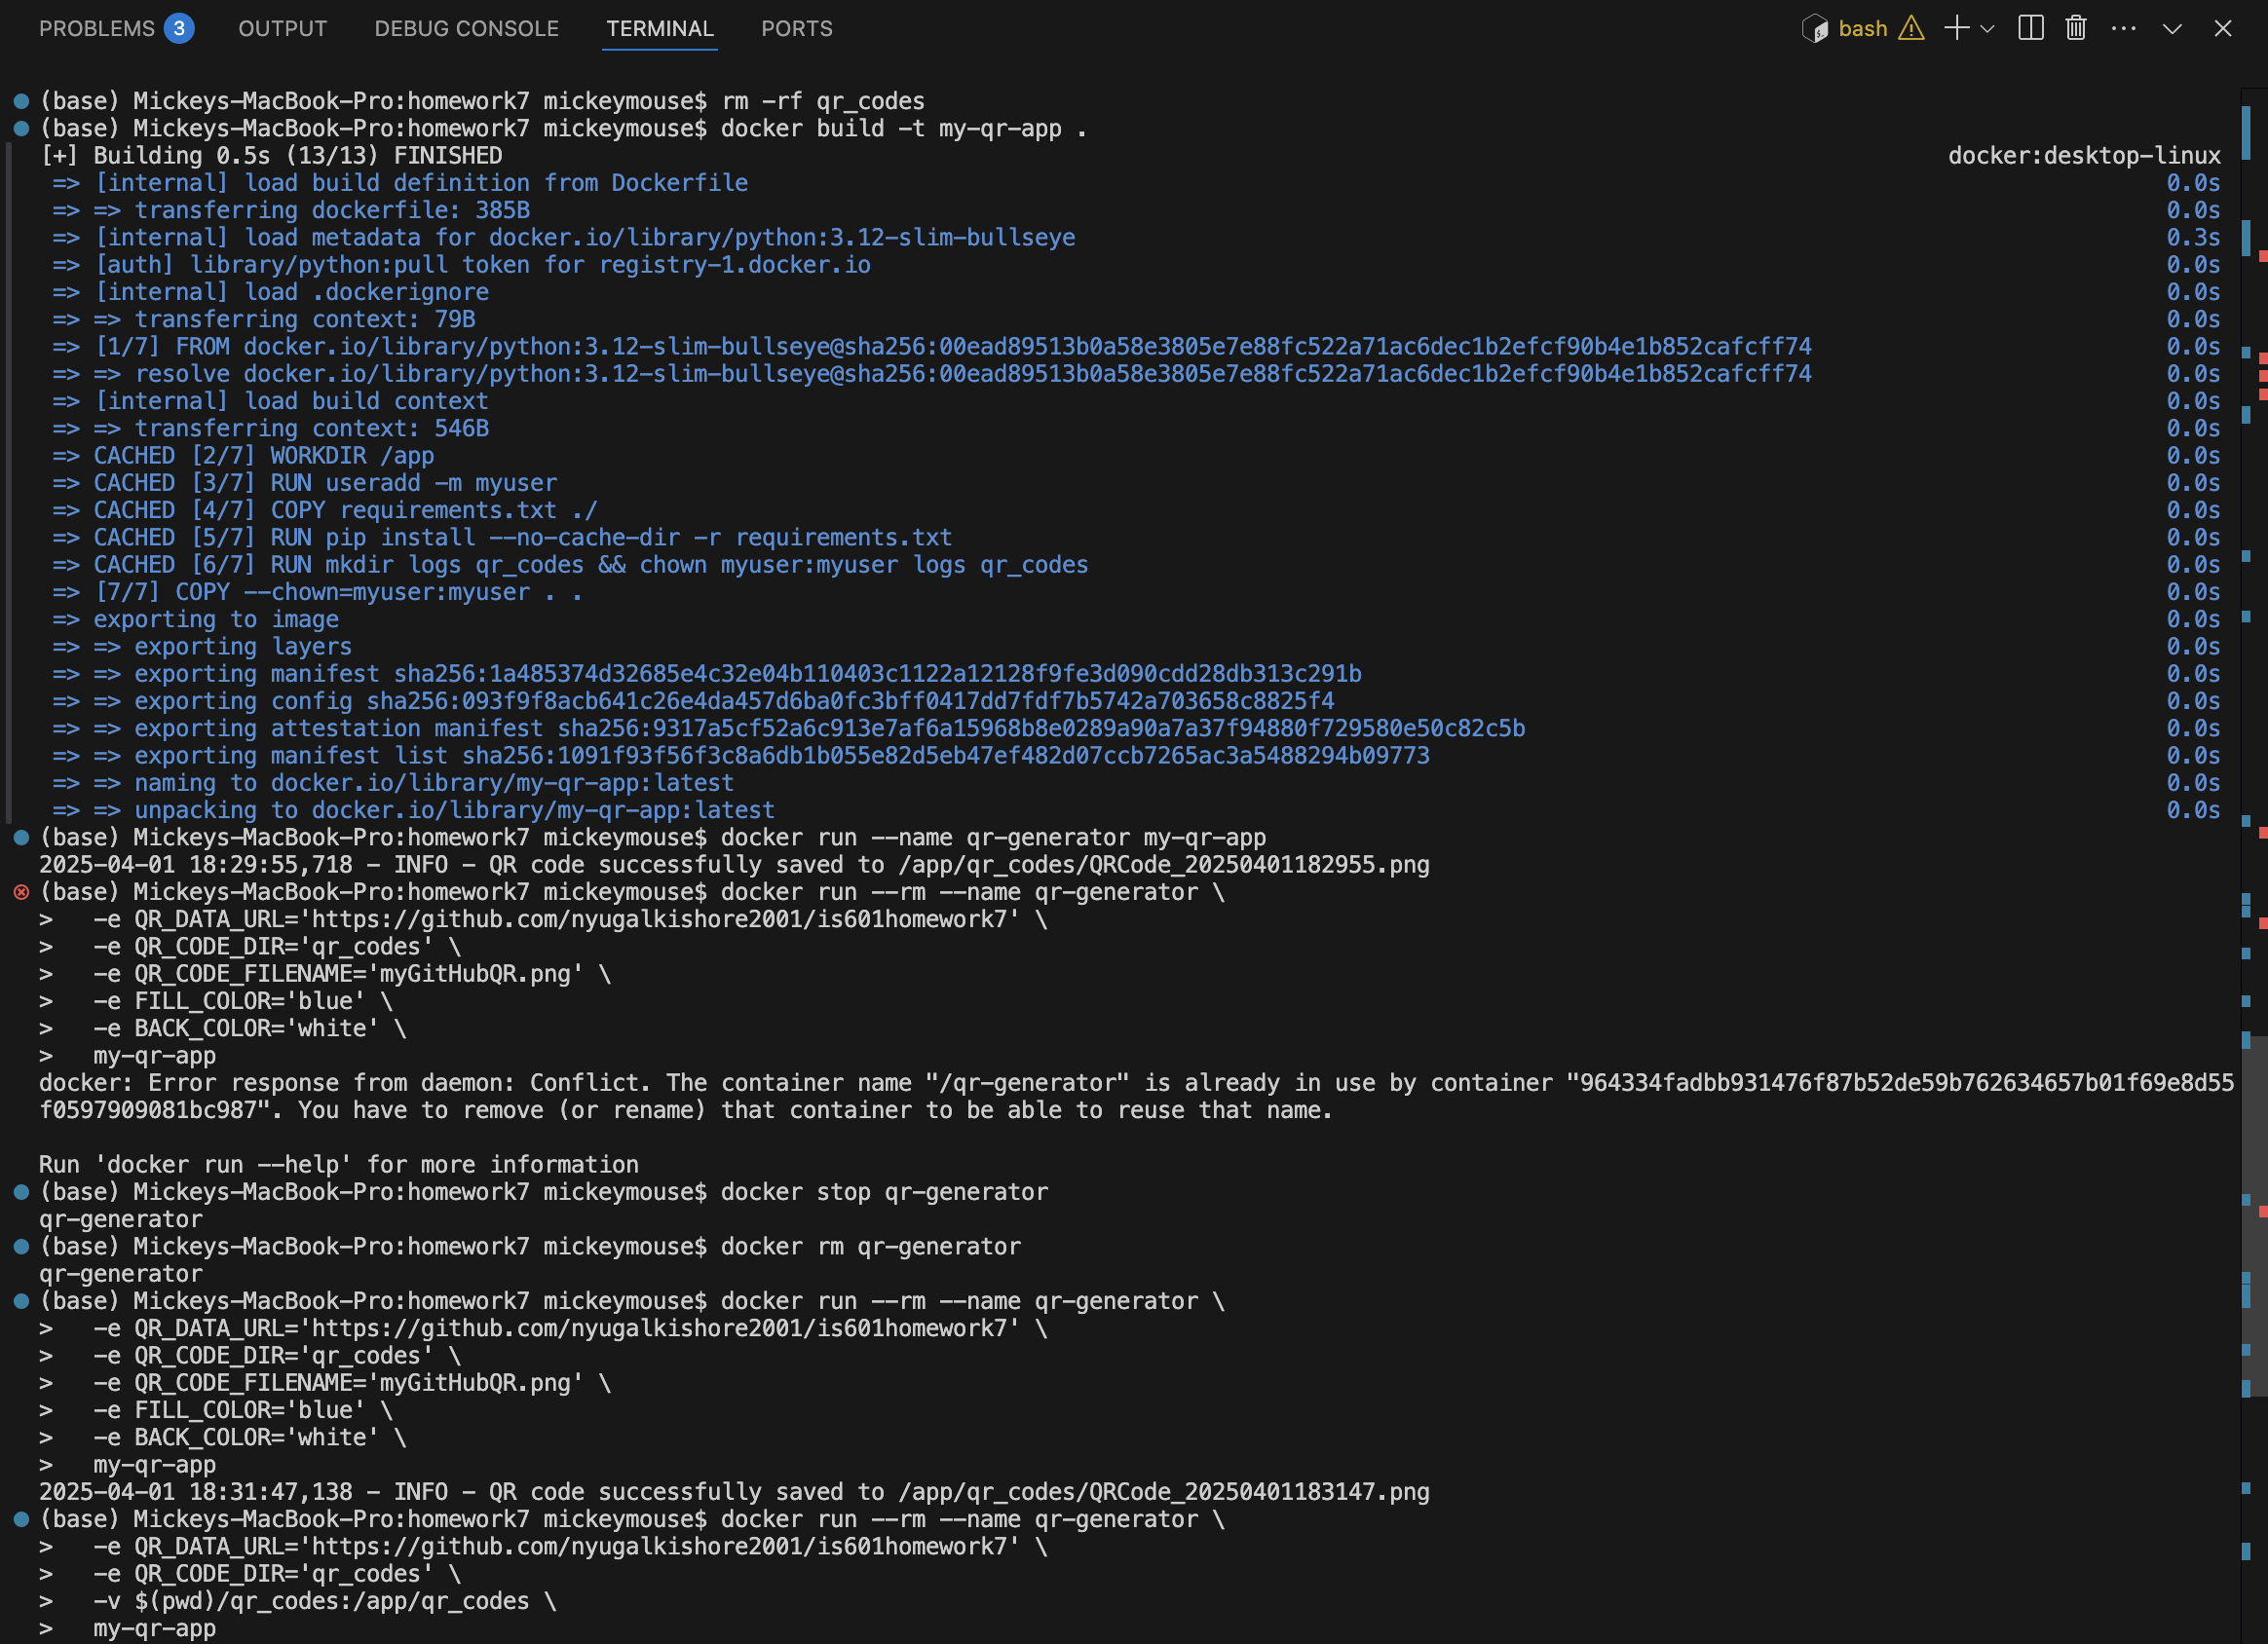 PROBLEMS 3 OUTPUT DEBUG CONSOLE TERMINAL PORTS bash
(base) Mickeys-MacBook-Pro:homework7 mickeymouse$ rm -rf qr_codes
(base) Mickeys-MacBook-Pro:homework7 mickeymouse$ docker build -t my-qr-app .
[+] Building 0.5s (13/13) FINISHED docker:desktop-linux
=> [internal] load build definition from Dockerfile 0.0s
=> => transferring dockerfile: 385B 0.0s
=> [internal] load metadata for docker.io/library/python:3.12-slim-bullseye 0.3s
=> [auth] library/python:pull token for registry-1.docker.io 0.0s
=> [internal] load .dockerignore 0.0s
=> => transferring context: 79B 0.0s
=> [1/7] FROM docker.io/library/python:3.12-slim-bullseye@sha256:00ead89513b0a58e3805e7e88fc522a71ac6dec1b2efcf90b4e1b852cafcff74 0.0s
=> => resolve docker.io/library/python:3.12-slim-bullseye@sha256:00ead89513b0a58e3805e7e88fc522a71ac6dec1b2efcf90b4e1b852cafcff74 0.0s
=> [internal] load build context 0.0s
=> => transferring context: 546B 0.0s
=> CACHED [2/7] WORKDIR /app 0.0s
=> CACHED [3/7] RUN useradd -m myuser 0.0s
=> CACHED [4/7] COPY requirements.txt ./ 0.0s
=> CACHED [5/7] RUN pip install --no-cache-dir -r requirements.txt 0.0s
=> CACHED [6/7] RUN mkdir logs qr_codes && chown myuser:myuser logs qr_codes 0.0s
=> [7/7] COPY --chown=myuser:myuser . . 0.0s
=> exporting to image 0.0s
=> => exporting layers 0.0s
=> => exporting manifest sha256:1a485374d32685e4c32e04b110403c1122a12128f9fe3d090cdd28db313c291b 0.0s
=> => exporting config sha256:093f9f8acb641c26e4da457d6ba0fc3bff0417dd7fdf7b5742a703658c8825f4 0.0s
=> => exporting attestation manifest sha256:9317a5cf52a6c913e7af6a15968b8e0289a90a7a37f94880f729580e50c82c5b 0.0s
=> => exporting manifest list sha256:1091f93f56f3c8a6db1b055e82d5eb47ef482d07ccb7265ac3a5488294b09773 0.0s
=> => naming to docker.io/library/my-qr-app:latest 0.0s
=> => unpacking to docker.io/library/my-qr-app:latest 0.0s
(base) Mickeys-MacBook-Pro:homework7 mickeymouse$ docker run --name qr-generator my-qr-app
2025-04-01 18:29:55,718 - INFO - QR code successfully saved to /app/qr_codes/QRCode_20250401182955.png
(base) Mickeys-MacBook-Pro:homework7 mickeymouse$ docker run --rm --name qr-generator \
>   -e QR_DATA_URL='https://github.com/nyugalkishore2001/is601homework7' \
>   -e QR_CODE_DIR='qr_codes' \
>   -e QR_CODE_FILENAME='myGitHubQR.png' \
>   -e FILL_COLOR='blue' \
>   -e BACK_COLOR='white' \
>   my-qr-app
docker: Error response from daemon: Conflict. The container name "/qr-generator" is already in use by container "964334fadbb931476f87b52de59b762634657b01f69e8d55
f0597909081bc987". You have to remove (or rename) that container to be able to reuse that name.
Run 'docker run --help' for more information
(base) Mickeys-MacBook-Pro:homework7 mickeymouse$ docker stop qr-generator
qr-generator
(base) Mickeys-MacBook-Pro:homework7 mickeymouse$ docker rm qr-generator
qr-generator
(base) Mickeys-MacBook-Pro:homework7 mickeymouse$ docker run --rm --name qr-generator \
>   -e QR_DATA_URL='https://github.com/nyugalkishore2001/is601homework7' \
>   -e QR_CODE_DIR='qr_codes' \
>   -e QR_CODE_FILENAME='myGitHubQR.png' \
>   -e FILL_COLOR='blue' \
>   -e BACK_COLOR='white' \
>   my-qr-app
2025-04-01 18:31:47,138 - INFO - QR code successfully saved to /app/qr_codes/QRCode_20250401183147.png
(base) Mickeys-MacBook-Pro:homework7 mickeymouse$ docker run --rm --name qr-generator \
>   -e QR_DATA_URL='https://github.com/nyugalkishore2001/is601homework7' \
>   -e QR_CODE_DIR='qr_codes' \
>   -v $(pwd)/qr_codes:/app/qr_codes \
>   my-qr-app